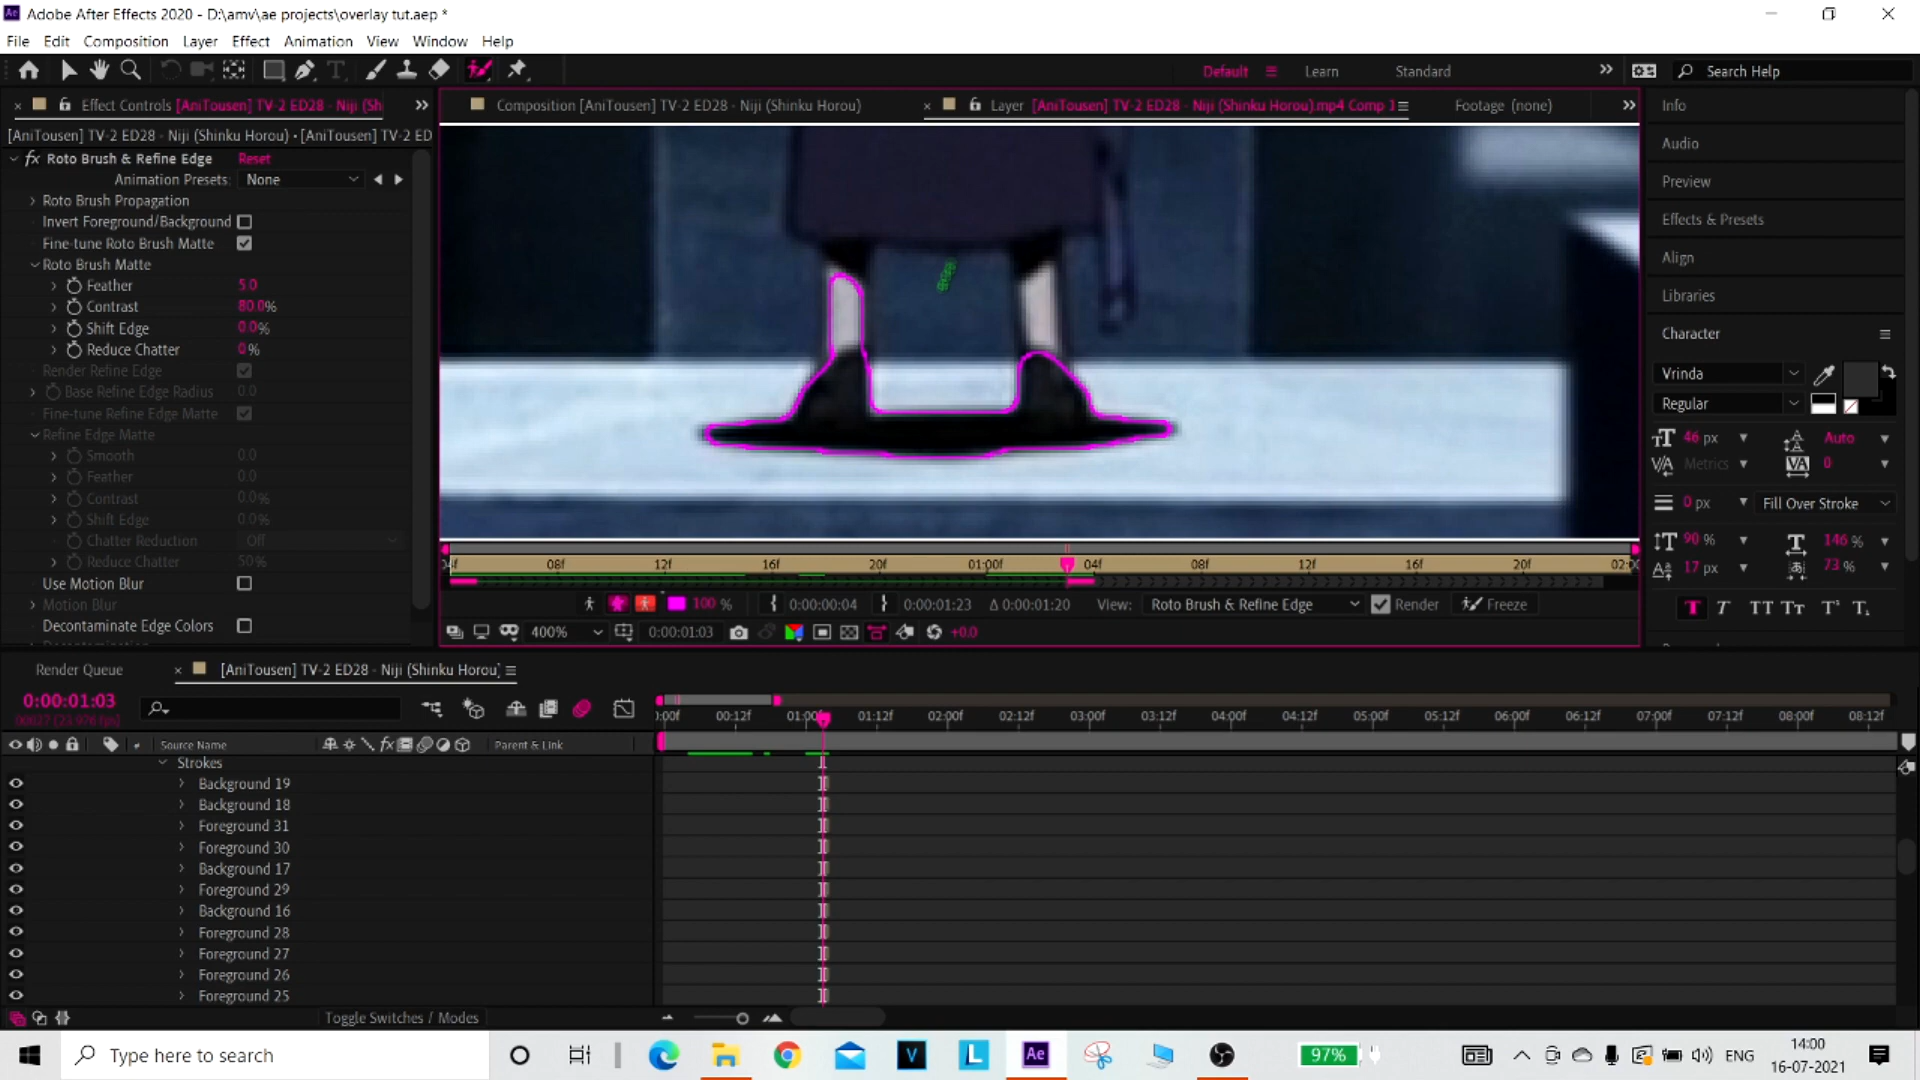 Adobe After Effects 2020 - D:\amv\ae projects\overlay tut.aep *
File Edit Composition Layer Effect Animation View Window Help
Default Learn Standard Search Help
Effect Controls [AniTousen] TV-2 ED28 - Niji (Sh
Composition [AniTousen] TV-2 ED28 - Niji (Shinku Horou)
Layer [AniTousen] TV-2 ED28 - Niji (Shinku Horou).mp4 Comp 1
Footage (none)
[AniTousen] TV-2 ED28 - Niji (Shinku Horou) • [AniTousen] TV-2 ED
fx Roto Brush & Refine Edge Reset
Animation Presets: None
Roto Brush Propagation
Invert Foreground/Background
Fine-tune Roto Brush Matte
Roto Brush Matte
Feather 5.0
Contrast 80.0%
Shift Edge 0.0%
Reduce Chatter 0%
Render Refine Edge
Base Refine Edge Radius 0.0
Fine-tune Refine Edge Matte
Refine Edge Matte
Smooth 0.0
Feather 0.0
Contrast 0.0%
Shift Edge 0.0%
Chatter Reduction Off
Reduce Chatter 50%
Use Motion Blur
Motion Blur
Decontaminate Edge Colors
Info
Audio
Preview
Effects & Presets
Align
Libraries
Character
Vrinda
Regular
46 px Auto
Metrics 0
0 px Fill Over Stroke
90 % 146 %
17 px 73 %
T T TT Tt
08f 12f 16f 20f 01:00f 04f 08f 12f 16f 20f
100 % 0:00:00:04 0:00:01:23 Δ 0:00:01:20 View: Roto Brush & Refine Edge Render Freeze
400% 0:00:01:03 +0.0
Render Queue [AniTousen] TV-2 ED28 - Niji (Shinku Horou)
0:00:01:03
00027 (23.976 fps)
:00f 00:12f 01:00f 01:12f 02:00f 02:12f 03:00f 03:12f 04:00f 04:12f 05:00f 05:12f 06:00f 06:12f 07:00f 07:12f 08:00f 08:12f
Source Name fx Parent & Link
Strokes
Background 19
Background 18
Foreground 31
Foreground 30
Background 17
Foreground 29
Background 16
Foreground 28
Foreground 27
Foreground 26
Foreground 25
Toggle Switches / Modes
Type here to search
V L Ae
97%
ENG
14:00
16-07-2021